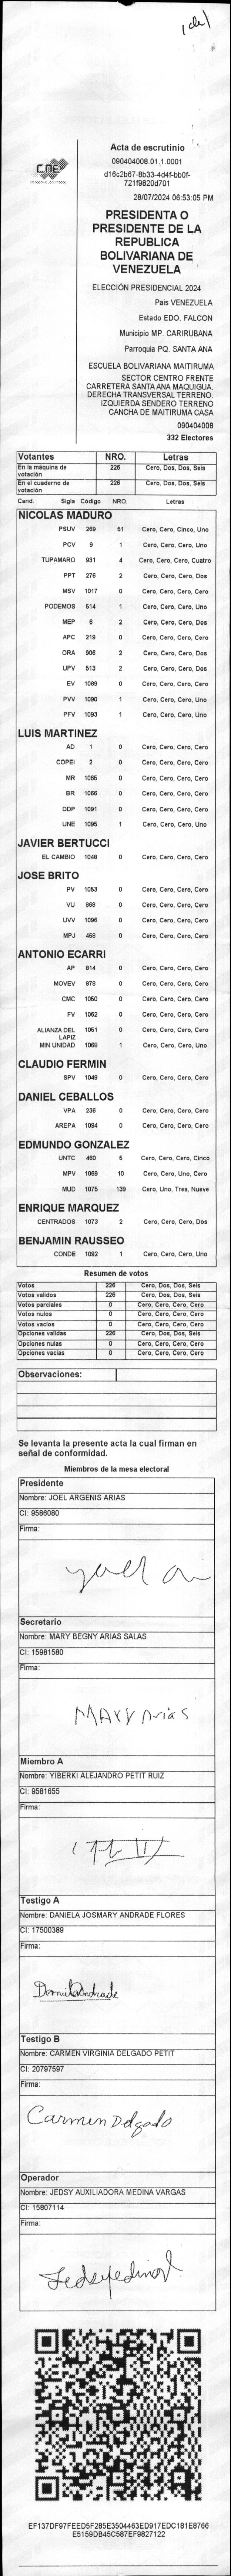 1 de 1
CNE
Acta de escrutinio
090404008.01.1.0001
d16c2b67-8b33-4d4f-bb0f-
721f9820d701
28/07/2024 06:53:05 PM
PRESIDENTA O
PRESIDENTE DE LA
REPUBLICA
BOLIVARIANA DE
VENEZUELA
ELECCIÓN PRESIDENCIAL 2024
Pais VENEZUELA
Estado EDO. FALCON
Municipio MP. CARIRUBANA
Parroquia PQ. SANTA ANA
ESCUELA BOLIVARIANA MAITIRUMA
SECTOR CENTRO FRENTE
CARRETERA SANTA ANA MAQUIGUA.
DERECHA TRANSVERSAL TERRENO.
IZQUIERDA SENDERO TERRENO
CANCHA DE MAITIRUMA CASA
090404008
332 Electores
Votantes NRO. Letras
En la máquina de votación 226 Cero, Dos, Dos, Seis
En el cuaderno de votación 226 Cero, Dos, Dos, Seis
Cand. Sigla Código NRO. Letras
NICOLAS MADURO
PSUV 269 51 Cero, Cero, Cinco, Uno
PCV 9 1 Cero, Cero, Cero, Uno
TUPAMARO 931 4 Cero, Cero, Cero, Cuatro
PPT 276 2 Cero, Cero, Cero, Dos
MSV 1017 0 Cero, Cero, Cero, Cero
PODEMOS 514 1 Cero, Cero, Cero, Uno
MEP 6 2 Cero, Cero, Cero, Dos
APC 219 0 Cero, Cero, Cero, Cero
ORA 906 2 Cero, Cero, Cero, Dos
UPV 513 2 Cero, Cero, Cero, Dos
EV 1089 0 Cero, Cero, Cero, Cero
PVV 1090 1 Cero, Cero, Cero, Uno
PFV 1093 1 Cero, Cero, Cero, Uno
LUIS MARTINEZ
AD 1 0 Cero, Cero, Cero, Cero
COPEI 2 0 Cero, Cero, Cero, Cero
MR 1065 0 Cero, Cero, Cero, Cero
BR 1066 0 Cero, Cero, Cero, Cero
DDP 1091 0 Cero, Cero, Cero, Cero
UNE 1095 1 Cero, Cero, Cero, Uno
JAVIER BERTUCCI
EL CAMBIO 1048 0 Cero, Cero, Cero, Cero
JOSE BRITO
PV 1053 0 Cero, Cero, Cero, Cero
VU 868 0 Cero, Cero, Cero, Cero
UVV 1096 0 Cero, Cero, Cero, Cero
MPJ 458 0 Cero, Cero, Cero, Cero
ANTONIO ECARRI
AP 814 0 Cero, Cero, Cero, Cero
MOVEV 878 0 Cero, Cero, Cero, Cero
CMC 1050 0 Cero, Cero, Cero, Cero
FV 1052 0 Cero, Cero, Cero, Cero
ALIANZA DEL LAPIZ 1051 0 Cero, Cero, Cero, Cero
MIN UNIDAD 1068 1 Cero, Cero, Cero, Uno
CLAUDIO FERMIN
SPV 1049 0 Cero, Cero, Cero, Cero
DANIEL CEBALLOS
VPA 236 0 Cero, Cero, Cero, Cero
AREPA 1094 0 Cero, Cero, Cero, Cero
EDMUNDO GONZALEZ
UNTC 460 5 Cero, Cero, Cero, Cinco
MPV 1069 10 Cero, Cero, Uno, Cero
MUD 1075 139 Cero, Uno, Tres, Nueve
ENRIQUE MARQUEZ
CENTRADOS 1073 2 Cero, Cero, Cero, Dos
BENJAMIN RAUSSEO
CONDE 1092 1 Cero, Cero, Cero, Uno
Resumen de votos
Votos 226 Cero, Dos, Dos, Seis
Votos validos 226 Cero, Dos, Dos, Seis
Votos parciales 0 Cero, Cero, Cero, Cero
Votos nulos 0 Cero, Cero, Cero, Cero
Votos vacios 0 Cero, Cero, Cero, Cero
Opciones validas 226 Cero, Dos, Dos, Seis
Opciones nulas 0 Cero, Cero, Cero, Cero
Opciones vacias 0 Cero, Cero, Cero, Cero
Observaciones:
Se levanta la presente acta la cual firman en
señal de conformidad.
Miembros de la mesa electoral
Presidente
Nombre: JOEL ARGENIS ARIAS
CI: 9586080
Firma:
Secretario
Nombre: MARY BEGNY ARIAS SALAS
CI: 15981580
Firma:
Mary Arias
Miembro A
Nombre: YIBERKI ALEJANDRO PETIT RUIZ
CI: 9581655
Firma:
Testigo A
Nombre: DANIELA JOSMARY ANDRADE FLORES
CI: 17500389
Firma:
Testigo B
Nombre: CARMEN VIRGINIA DELGADO PETIT
CI: 20797597
Firma:
Carmen Delgado
Operador
Nombre: JEDSY AUXILIADORA MEDINA VARGAS
CI: 15807114
Firma:
EF137DF97FEED5F285E3504463ED917EDC181E8766
E5159DB45C587EF9827122